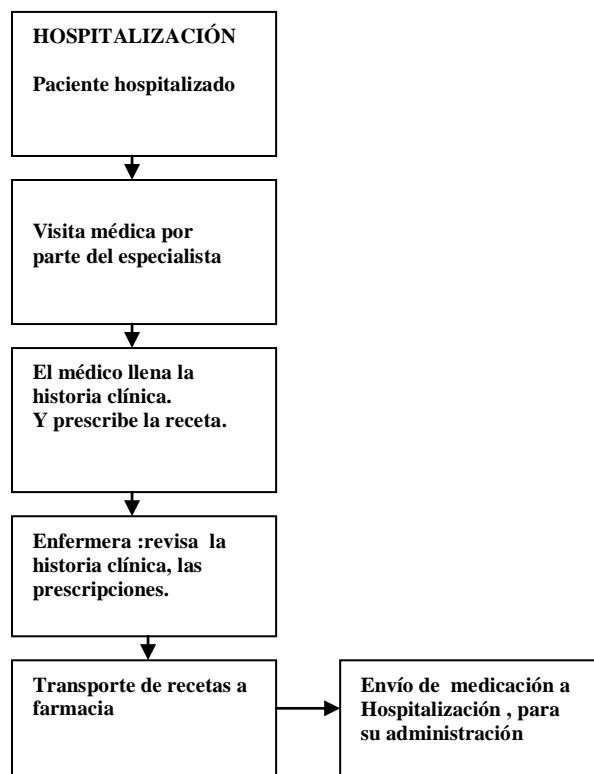 HOSPITALIZACIÓN
Paciente hospitalizado
Visita médica por
parte del especialista
El médico llena la
historia clínica.
Y prescribe la receta.
Enfermera :revisa la
historia clínica, las
prescripciones.
Transporte de recetas a
farmacia
Envío de medicación a
Hospitalización , para
su administración